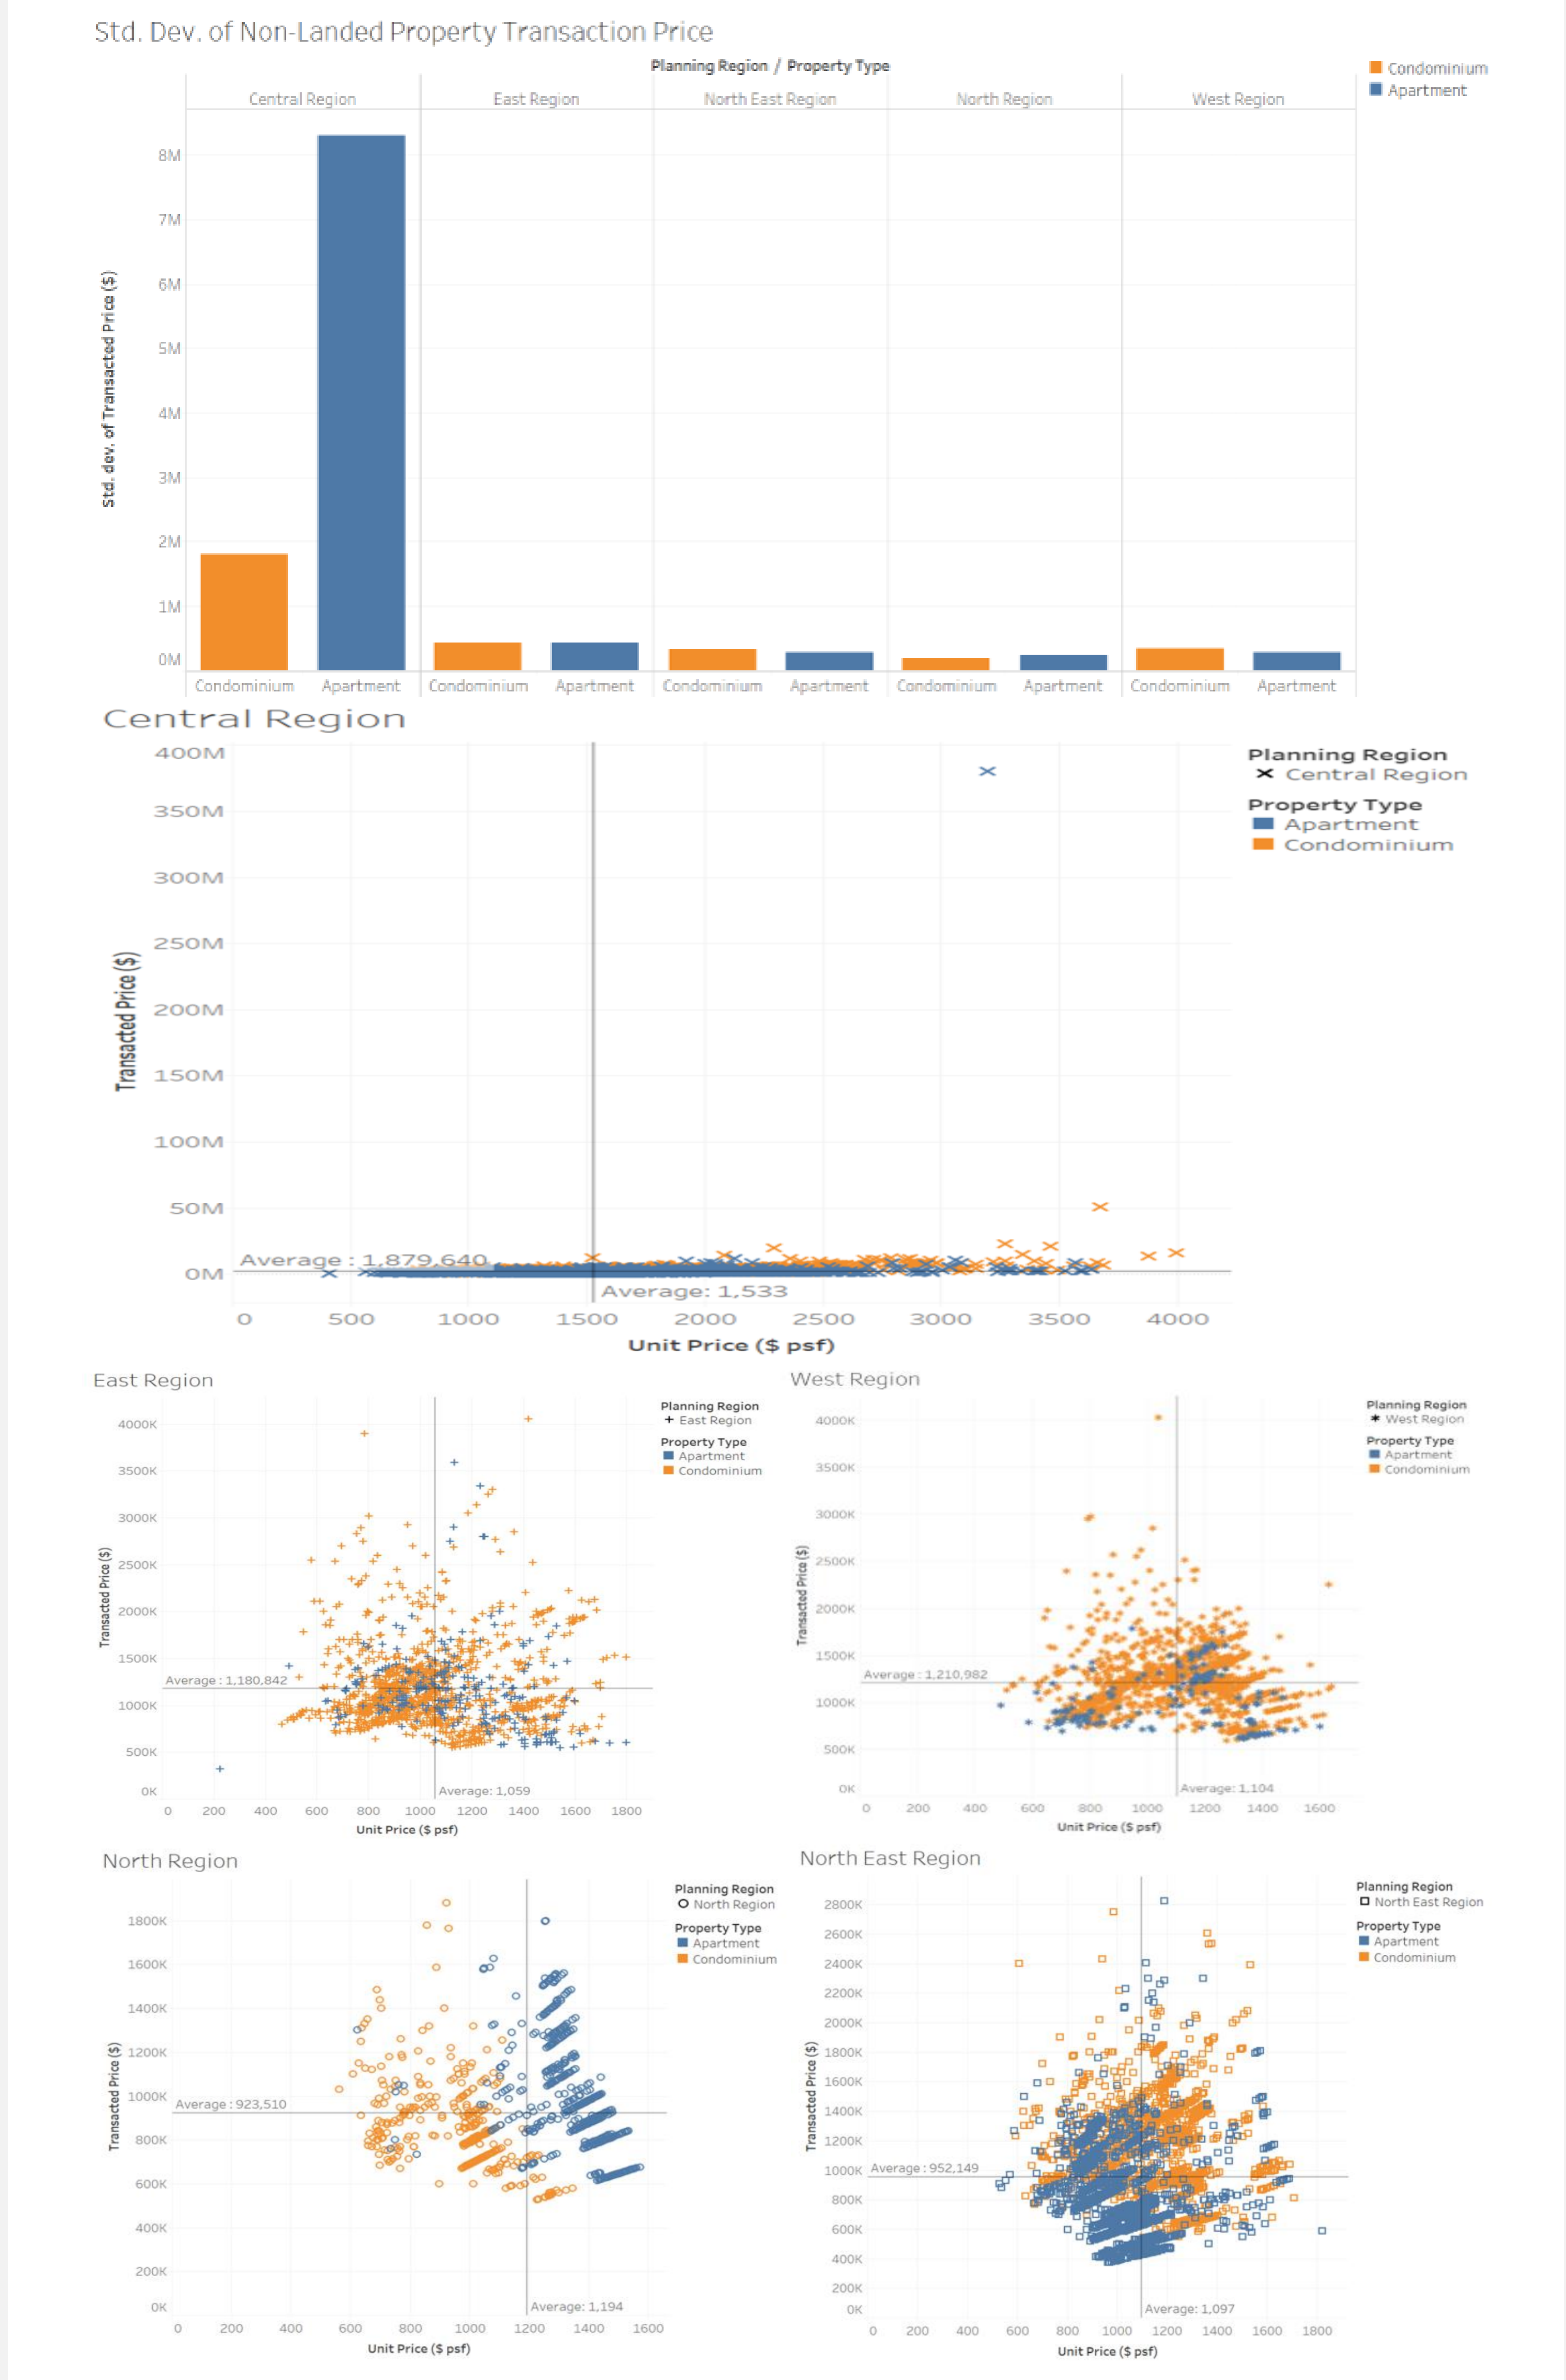 Std. Dev. of Non-Landed Property Transaction Price
Planning Region / Property Type
Condominium
Apartment
Central Region
East Region
North East Region
North Region
West Region
8M
7M
6M
5M
4M
3M
2M
1M
0M
Std. dev. of Transacted Price ($)
Condominium
Apartment
Condominium
Apartment
Condominium
Apartment
Condominium
Apartment
Condominium
Apartment
Central Region
400M
350M
300M
250M
200M
150M
100M
50M
0M
Transacted Price ($)
Average : 1,879,640
Average: 1,533
0 500 1000 1500 2000 2500 3000 3500 4000
Unit Price ($ psf)
Planning Region
Central Region
Property Type
Apartment
Condominium
East Region
4000K
3500K
3000K
2500K
2000K
1500K
1000K
500K
0K
Transacted Price ($)
Average : 1,180,842
Average: 1,059
0 200 400 600 800 1000 1200 1400 1600 1800
Unit Price ($ psf)
Planning Region
East Region
Property Type
Apartment
Condominium
West Region
4000K
3500K
3000K
2500K
2000K
1500K
1000K
500K
0K
Transacted Price ($)
Average : 1,210,982
Average: 1,104
0 200 400 600 800 1000 1200 1400 1600
Unit Price ($ psf)
Planning Region
West Region
Property Type
Apartment
Condominium
North Region
1800K
1600K
1400K
1200K
1000K
800K
600K
400K
200K
0K
Transacted Price ($)
Average : 923,510
Average: 1,194
0 200 400 600 800 1000 1200 1400 1600
Unit Price ($ psf)
Planning Region
North Region
Property Type
Apartment
Condominium
North East Region
2800K
2600K
2400K
2200K
2000K
1800K
1600K
1400K
1200K
1000K
800K
600K
400K
200K
0K
Transacted Price ($)
Average : 952,149
Average: 1,097
0 200 400 600 800 1000 1200 1400 1600 1800
Unit Price ($ psf)
Planning Region
North East Region
Property Type
Apartment
Condominium